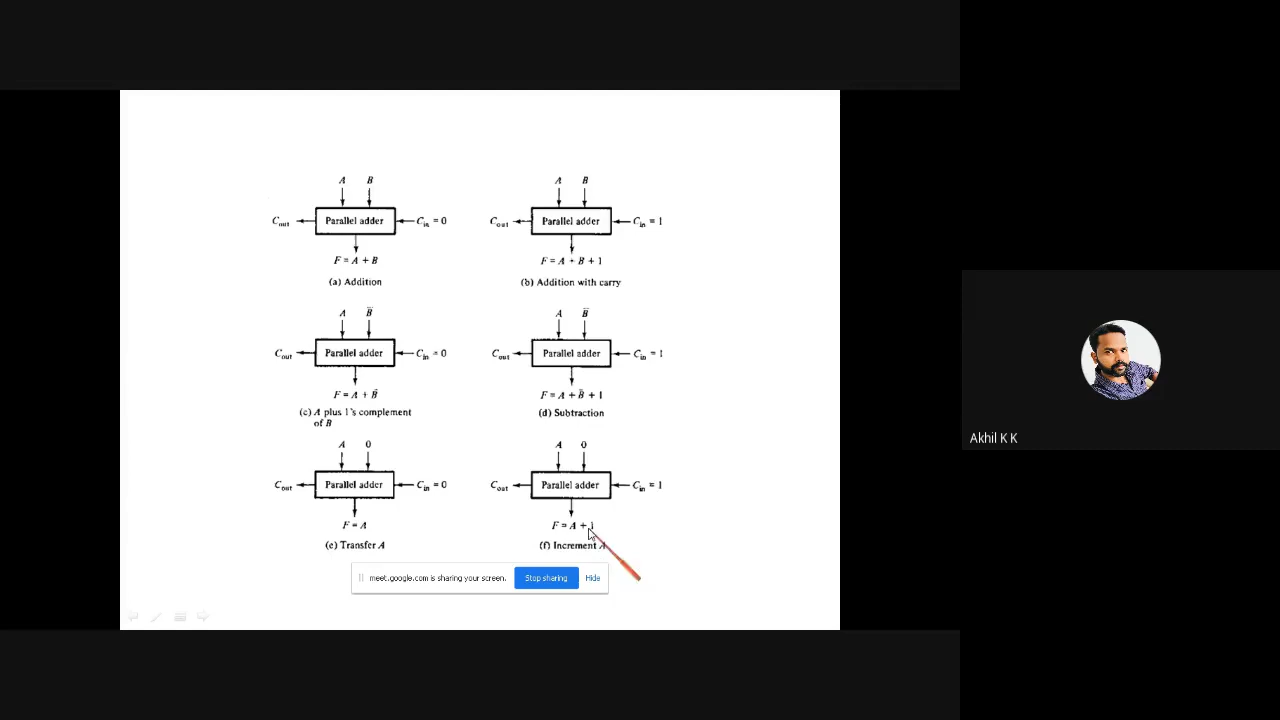 A B
Cout Parallel adder Cin = 0
F = A + B
(a) Addition
A B
Cout Parallel adder Cin = 1
F = A + B + 1
(b) Addition with carry
A B̅
Cout Parallel adder Cin = 0
F = A + B̅
(c) A plus 1's complement
of B
A B̅
Cout Parallel adder Cin = 1
F = A + B̅ + 1
(d) Subtraction
A 0
Cout Parallel adder Cin = 0
F = A
(e) Transfer A
A 0
Cout Parallel adder Cin = 1
F = A + 1
(f) Increment A
meet.google.com is sharing your screen.
Stop sharing
Hide
Akhil K K